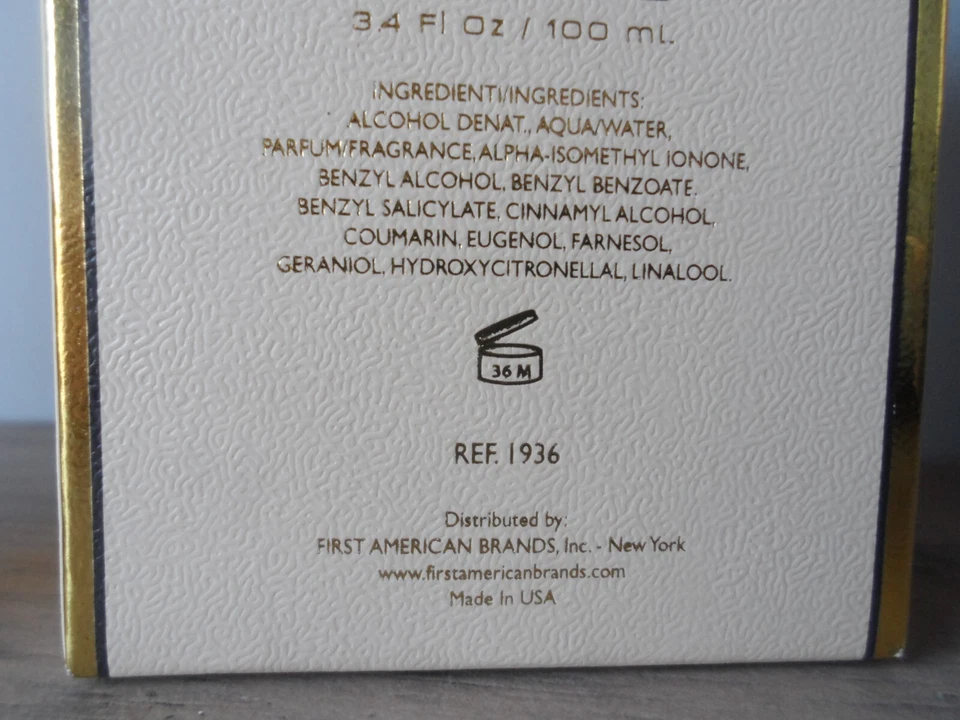 3.4 Fl Oz / 100 ml.
INGREDIENTI/INGREDIENTS:
ALCOHOL DENAT., AQUA/WATER,
PARFUM/FRAGRANCE, ALPHA-ISOMETHYL IONONE,
BENZYL ALCOHOL, BENZYL BENZOATE.
BENZYL SALICYLATE, CINNAMYL ALCOHOL,
COUMARIN, EUGENOL, FARNESOL,
GERANIOL, HYDROXYCITRONELLAL, LINALOOL.
36 M
REF. 1936
Distributed by:
FIRST AMERICAN BRANDS, Inc. - New York
www.firstamericanbrands.com
Made In USA